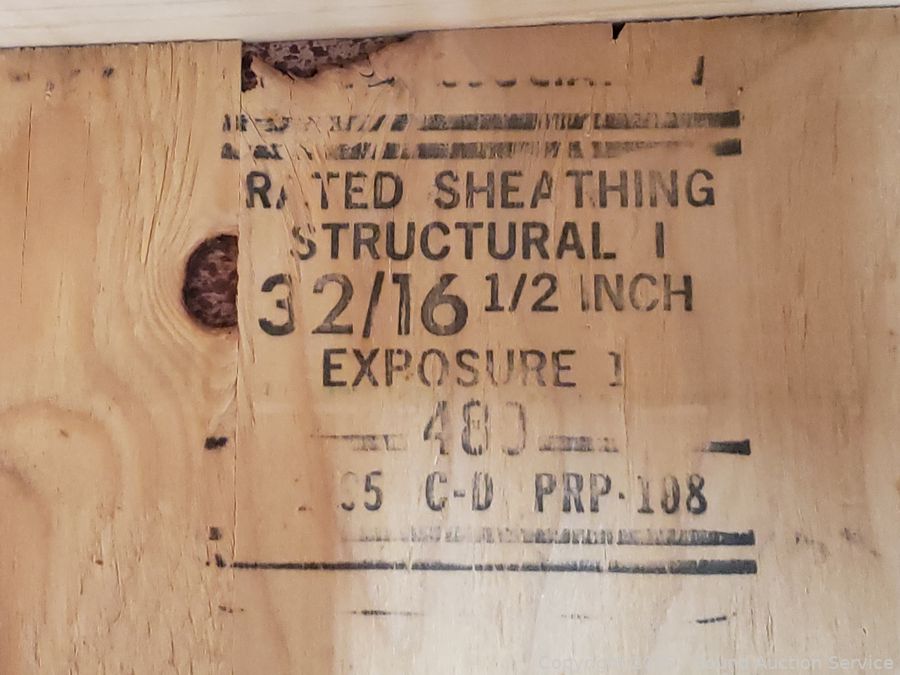 RATED SHEATHING
STRUCTURAL I
32/16 1/2 INCH
EXPOSURE 1
480
C-D PRP-108
Sound Auction Service